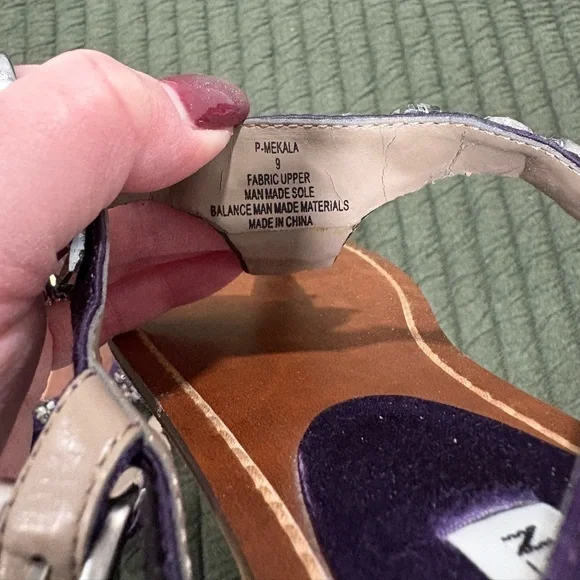 P-MEKALA
9
FABRIC UPPER
MAN MADE SOLE
BALANCE MAN MADE MATERIALS
MADE IN CHINA